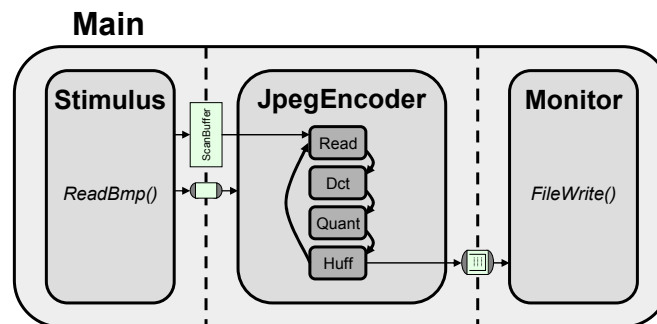 Main
Stimulus
JpegEncoder
Monitor
ScanBuffer
Read
ReadBmp()
Dct
FileWrite()
Quant
Huff